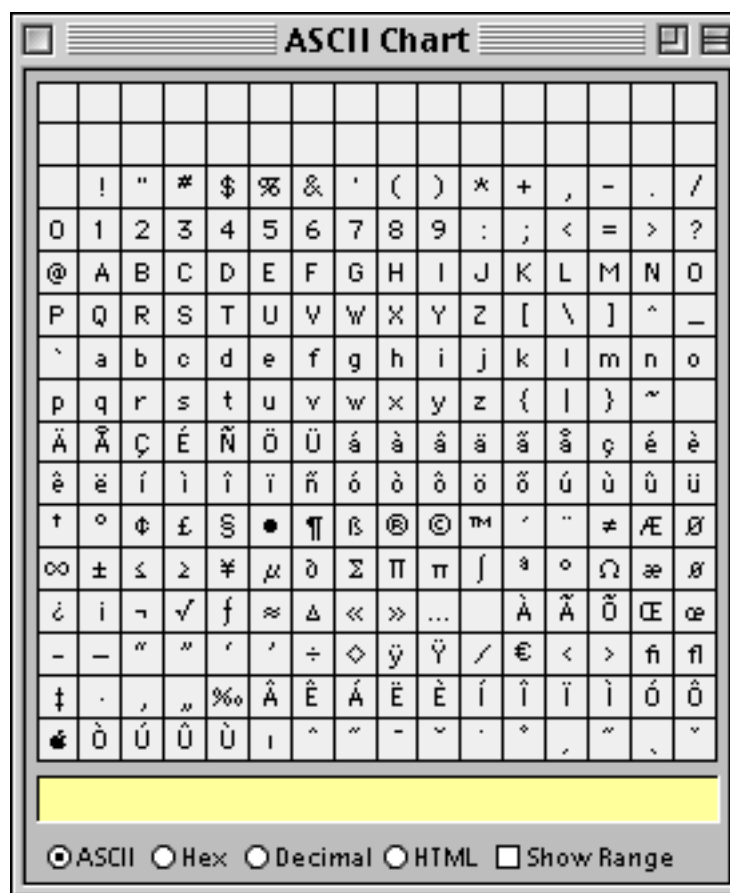 ASCII Chart
! " # $ % & ' ( ) * + , - . /
0 1 2 3 4 5 6 7 8 9 : ; < = > ?
@ A B C D E F G H I J K L M N O
P Q R S T U V W X Y Z [ \ ] ^ _
` a b c d e f g h i j k l m n o
p q r s t u v w x y z { | } ~
Ä Å Ç É Ñ Ö Ü á à â ä ã å ç é è
ê ë í ì î ï ñ ó ò ô ö õ ú ù û ü
† ° ¢ £ § • ¶ ß ® © ™ ´ ¨ ≠ Æ Ø
∞ ± ≤ ≥ ¥ µ ∂ Σ Π π ∫ ª º Ω æ ø
¿ ¡ ¬ √ ƒ ≈ ∆ « » … À Ã Õ Œ œ
– — “ ” ‘ ’ ÷ ◊ ÿ Ÿ ⁄ € ‹ › fi fl
‡ · ‚ „ ‰ Â Ê Á Ë È Í Î Ï Ì Ó Ô
 Ò Ú Û Ù ı ˆ ˜ ¯ ˘ ˙ ˚ ¸ ˝ ˛ ˇ
ASCII Hex Decimal HTML Show Range